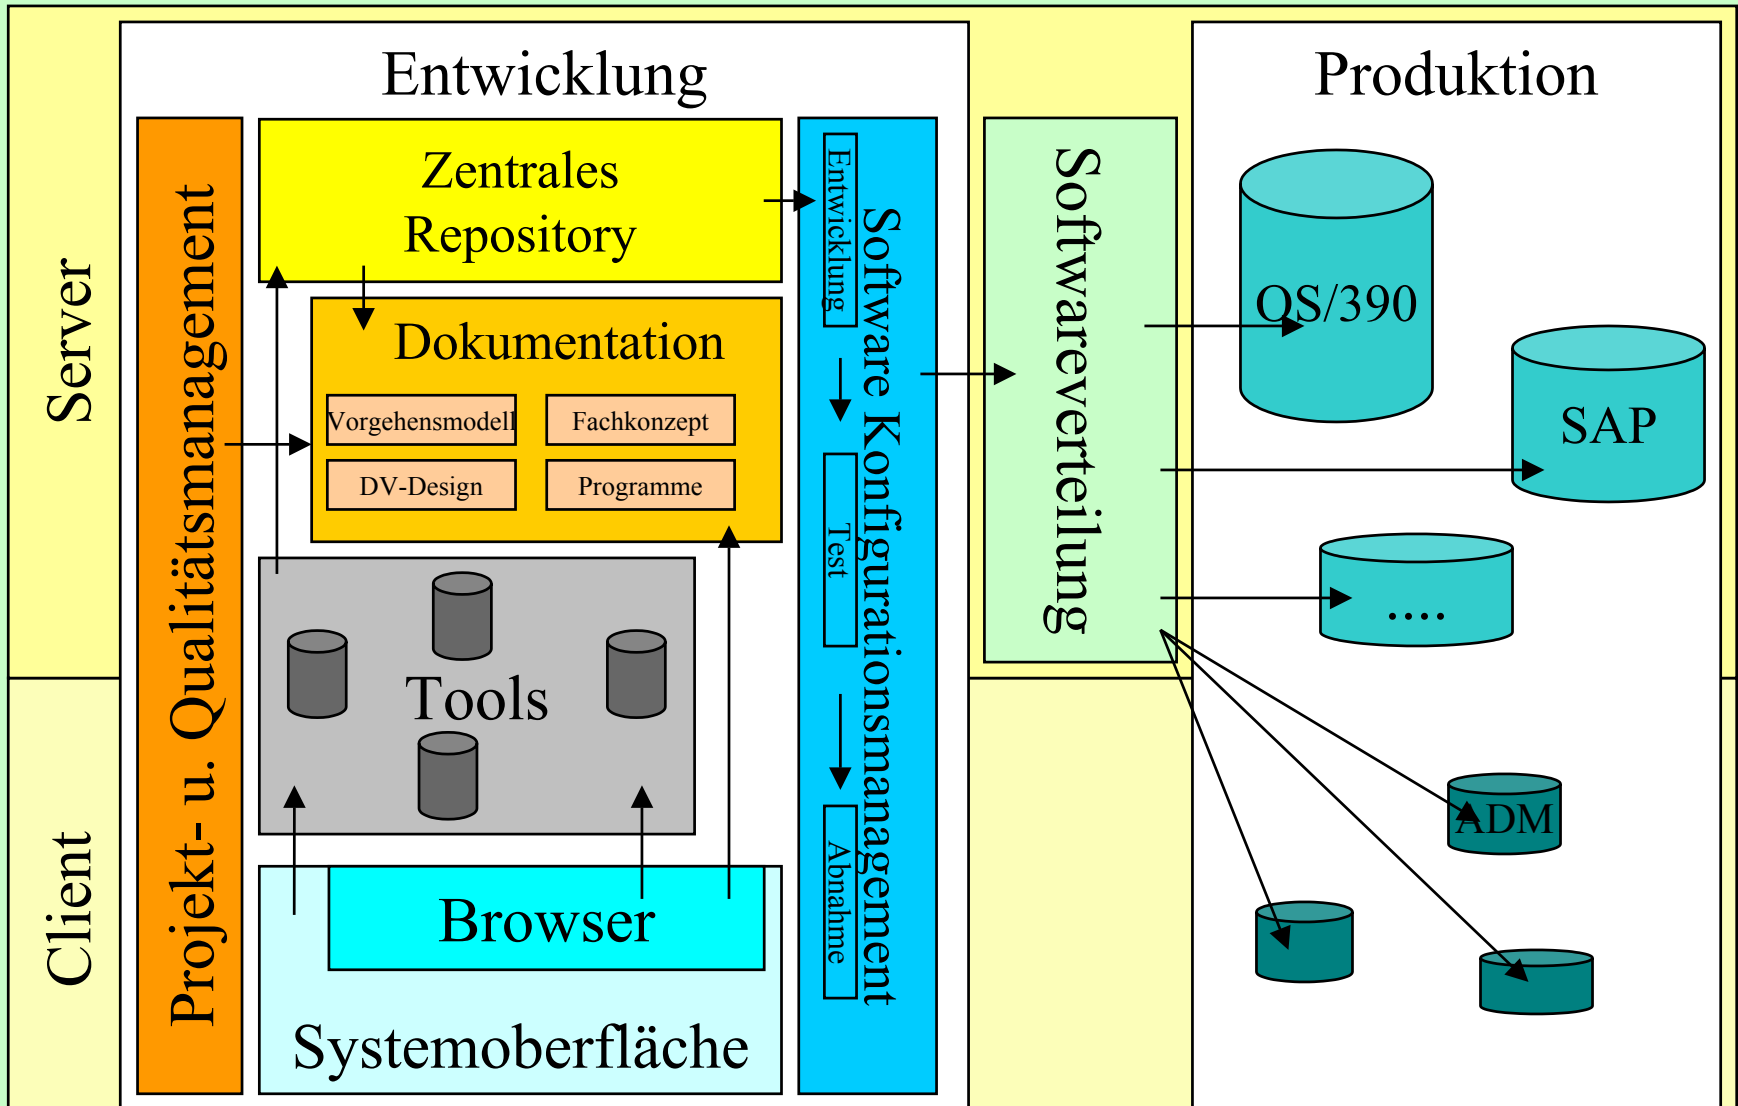 Entwicklung
Produktion
Server
Client
Projekt- u. Qualitätsmanagement
Zentrales
Repository
Dokumentation
Vorgehensmodell
Fachkonzept
DV-Design
Programme
Tools
Browser
Systemoberfläche
Entwicklung
Test
Abnahme
Software Konfigurationsmanagement
Softwareverteilung
OS/390
SAP
....
ADM